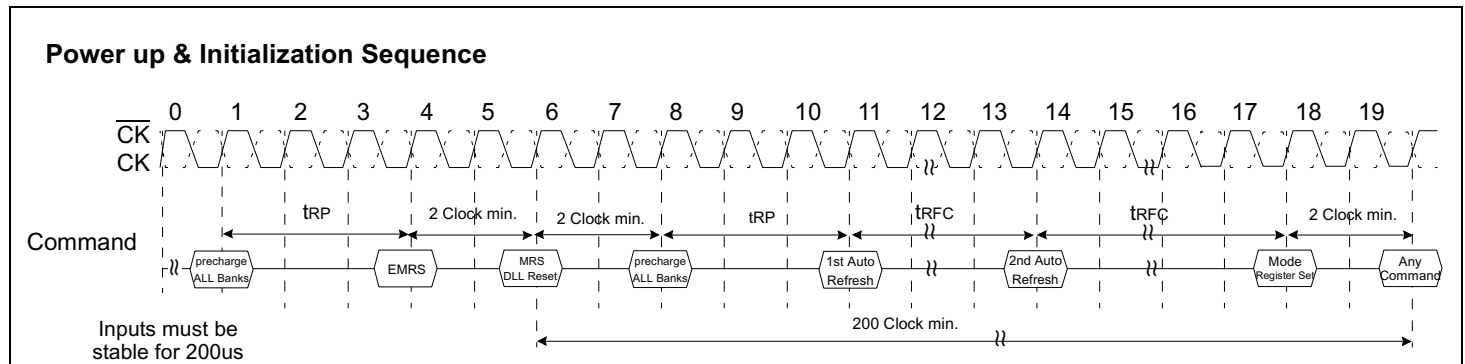 Power up & Initialization Sequence
0 1 2 3 4 5 6 7 8 9 10 11 12 13 14 15 16 17 18 19
CK
CK
tRP 2 Clock min. 2 Clock min. tRP tRFC tRFC 2 Clock min.
Command
precharge
ALL Banks
EMRS
MRS
DLL Reset
precharge
ALL Banks
1st Auto
Refresh
2nd Auto
Refresh
Mode
Register Set
Any
Command
200 Clock min.
Inputs must be
stable for 200us